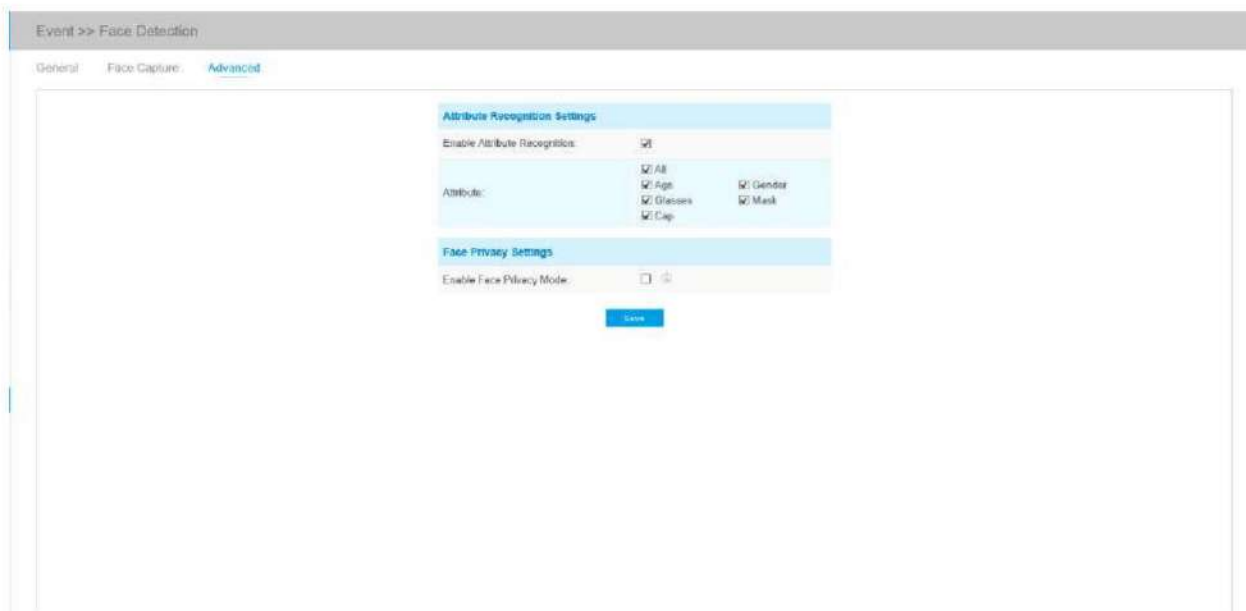 Event >> Face Detection
General Face Capture Advanced
Attribute Recognition Settings
Enable Attribute Recognition:
Attribute:
All
Age Gender
Glasses Mask
Cap
Face Privacy Settings
Enable Face Privacy Mode:
Save